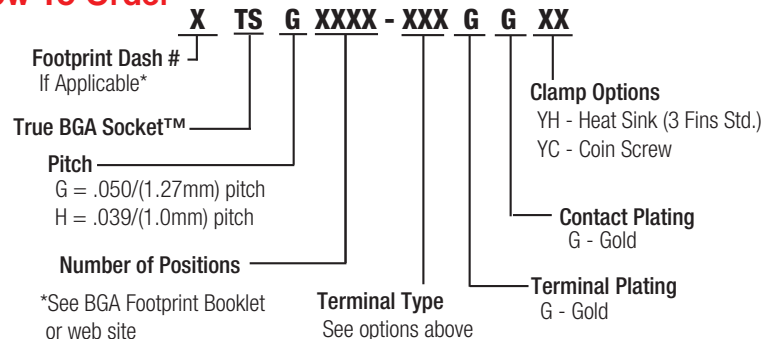 w To Order
X TS G XXXX - XXX G G XX
Footprint Dash #
If Applicable*
True BGA Socket™
Pitch
G = .050/(1.27mm) pitch
H = .039/(1.0mm) pitch
Number of Positions
*See BGA Footprint Booklet
or web site
Terminal Type
See options above
Clamp Options
YH - Heat Sink (3 Fins Std.)
YC - Coin Screw
Contact Plating
G - Gold
Terminal Plating
G - Gold